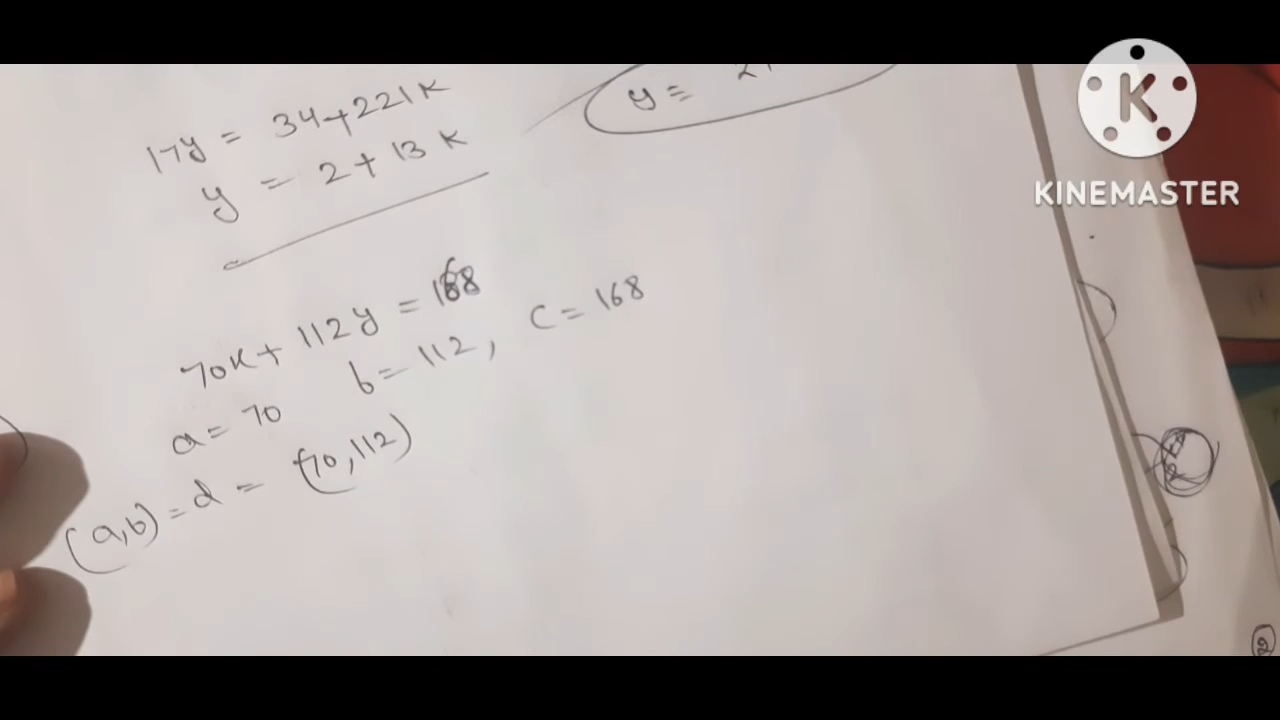 17y = 34+221K
y = 2+13K
y =
K
KINEMASTER
70x + 112y = 168
a = 70 b = 112, c = 168
(a,b) = d = (70,112)